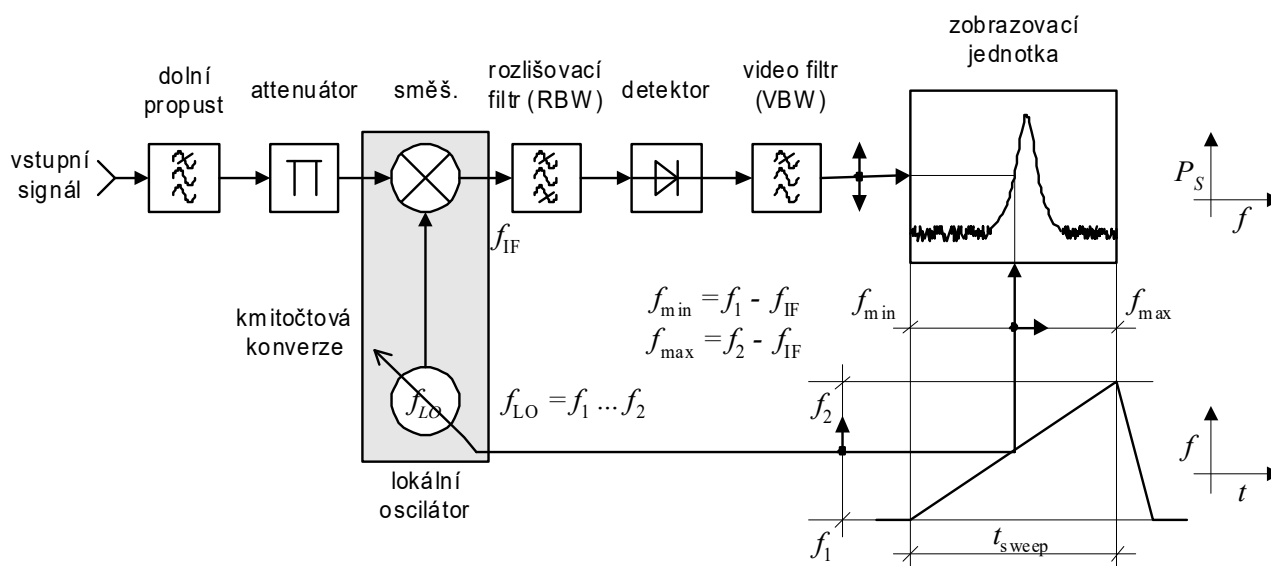 zobrazovací
jednotka
dolní
propust
attenuátor
směš.
rozlišovací
filtr (RBW)
detektor
video filtr
(VBW)
vstupní
signál
P_S
f
f_IF
f_min = f_1 - f_IF
f_max = f_2 - f_IF
f_min
f_max
kmitočtová
konverze
f_LO
f_LO = f_1 ... f_2
f_2
f
t
lokální
oscilátor
f_1
t_sweep